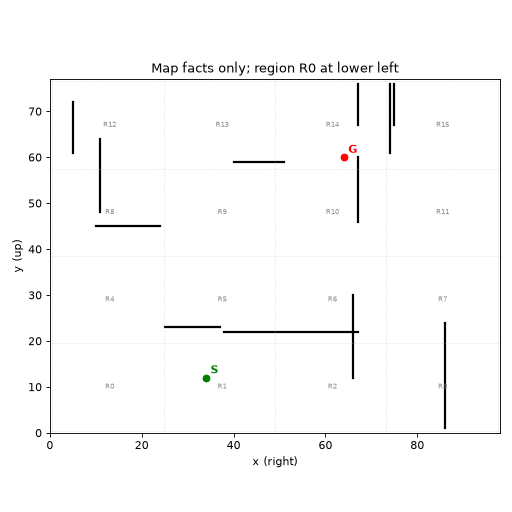 Map facts only; region R0 at lower left
70
R12
R13
R14
R15
60
G
50
R8
R9
R10
R11
40
30
R4
R5
R6
R7
20
S
10
R0
R1
R2
0
0
20
40
60
80
y (up)
x (right)